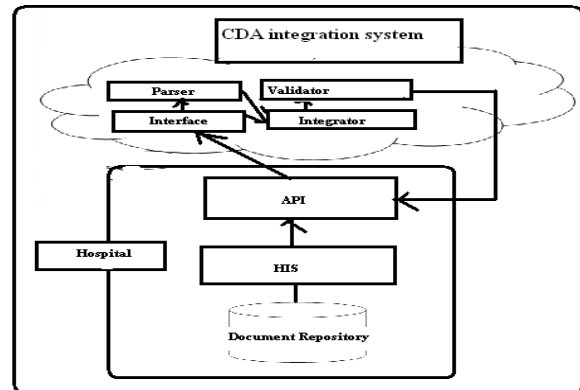 CDA integration system
Parser
Validator
Interface
Integrator
API
Hospital
HIS
Document Repository